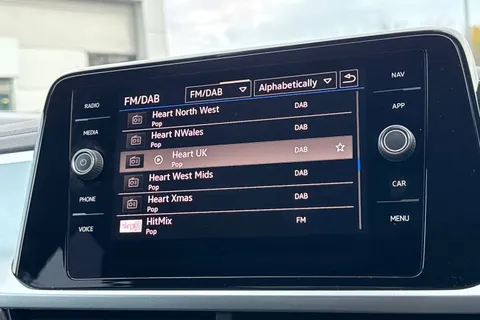 RADIO
MEDIA
PHONE
VOICE
FM/DAB
FM/DAB
Alphabetically
NAV
APP
CAR
MENU
Heart North West
Pop
DAB
Heart NWales
Pop
DAB
Heart UK
Pop
DAB
Heart West Mids
Pop
DAB
Heart Xmas
Pop
DAB
HitMix
Pop
FM